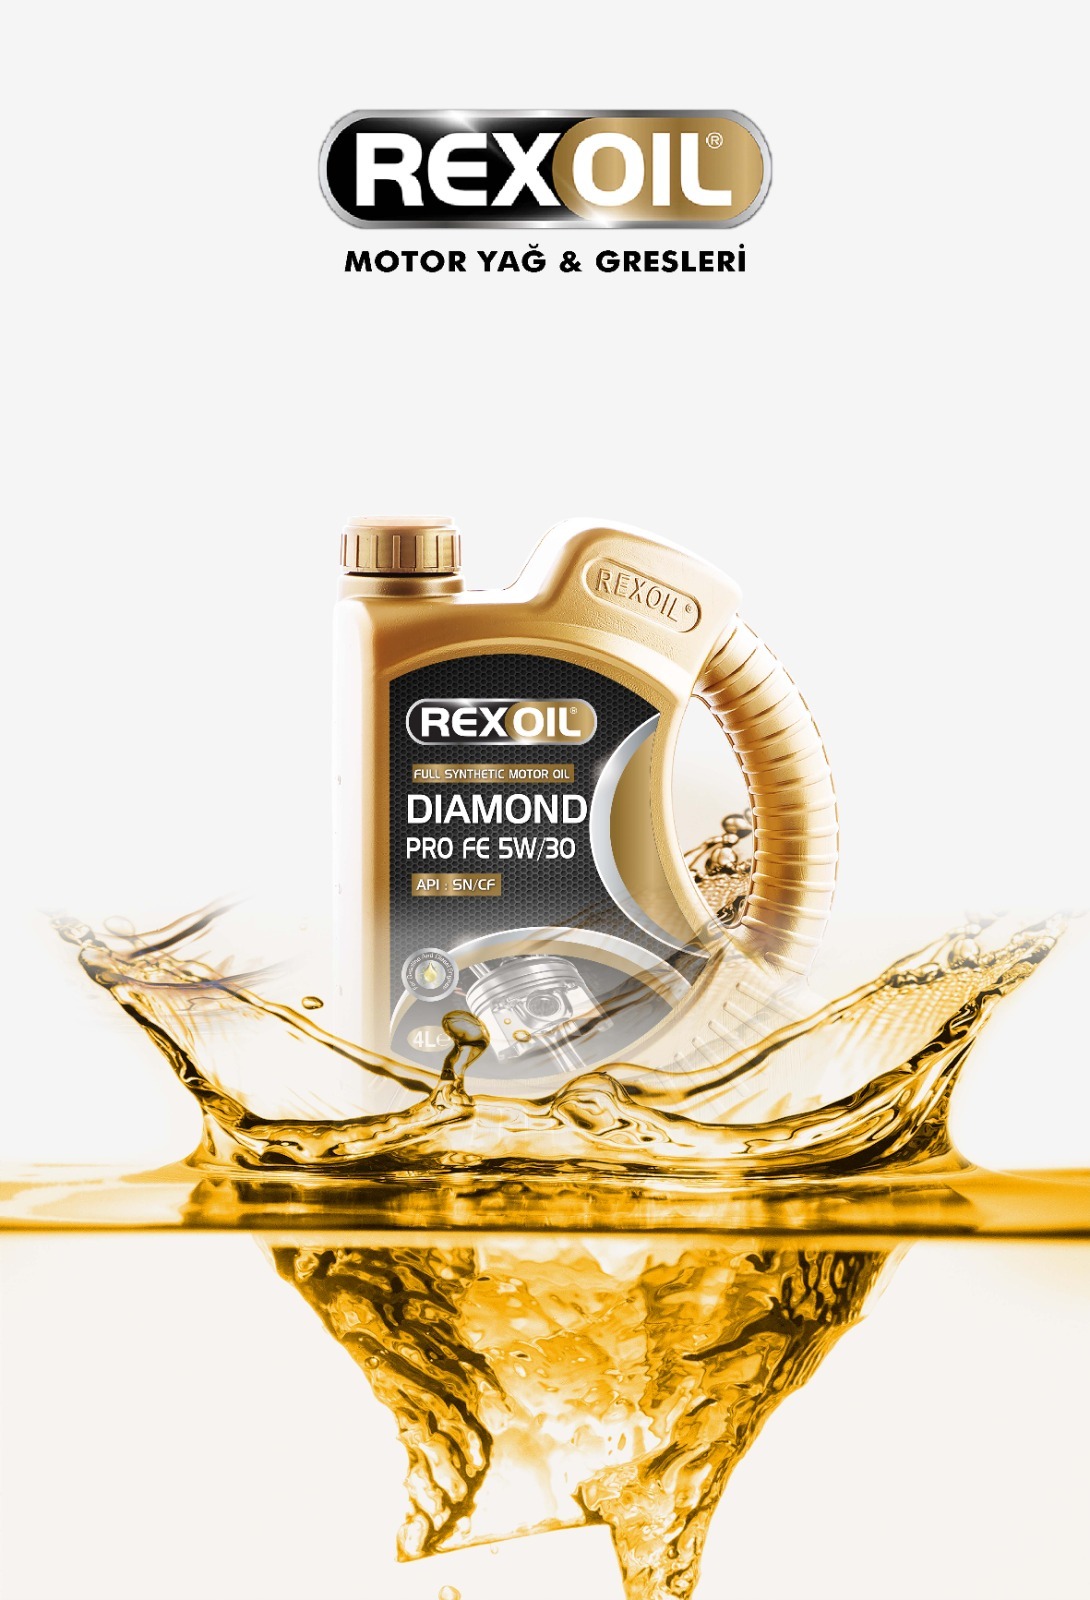 REXOIL®
MOTOR YAĞ & GRESLERİ
REXOIL®
REXOIL®
FULL SYNTHETIC MOTOR OIL
DIAMOND
PRO FE 5W/30
API : SN/CF
4L